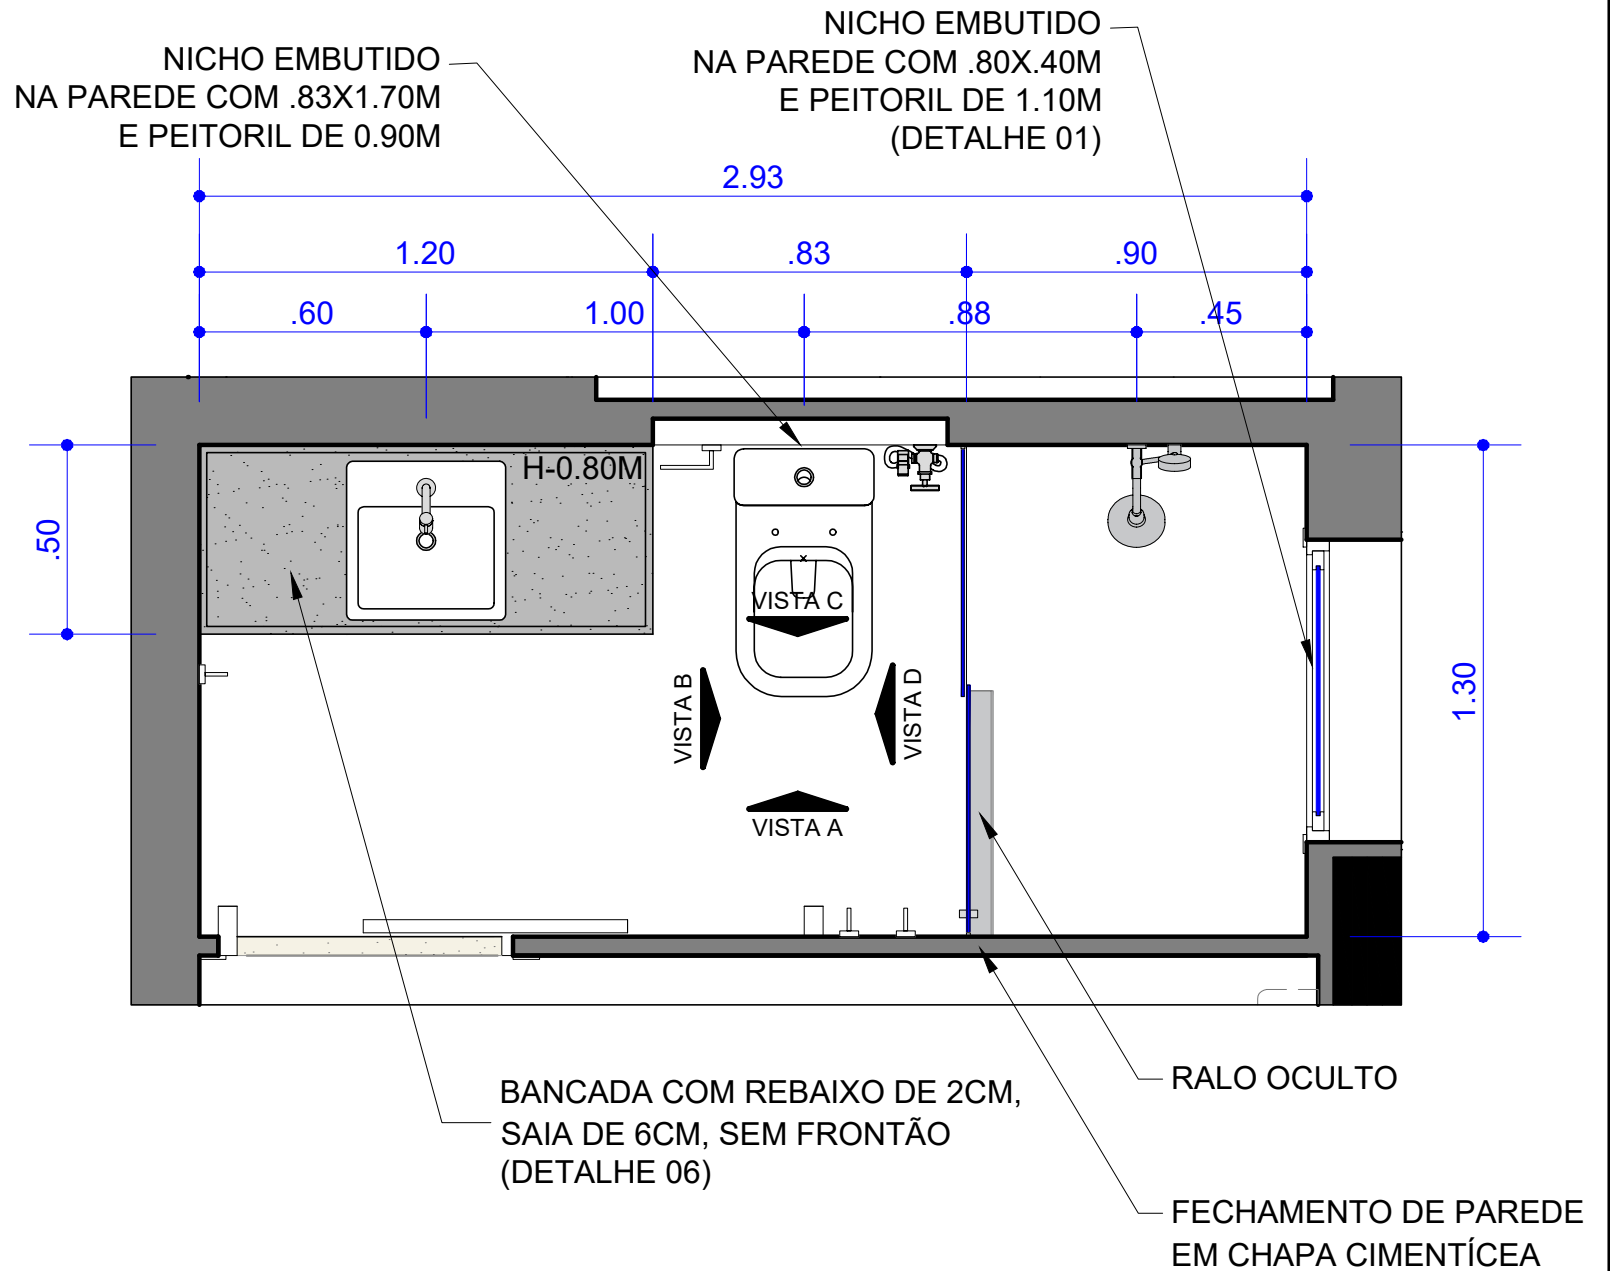 NICHO EMBUTIDO
NA PAREDE COM .83X1.70M
E PEITORIL DE 0.90M
NICHO EMBUTIDO
NA PAREDE COM .80X.40M
E PEITORIL DE 1.10M
(DETALHE 01)
2.93
1.20
.83
.90
.60
1.00
.88
.45
H-0.80M
.50
VISTA C
VISTA B
VISTA D
1.30
VISTA A
RALO OCULTO
BANCADA COM REBAIXO DE 2CM,
SAIA DE 6CM, SEM FRONTÃO
(DETALHE 06)
FECHAMENTO DE PAREDE
EM CHAPA CIMENTÍCEA